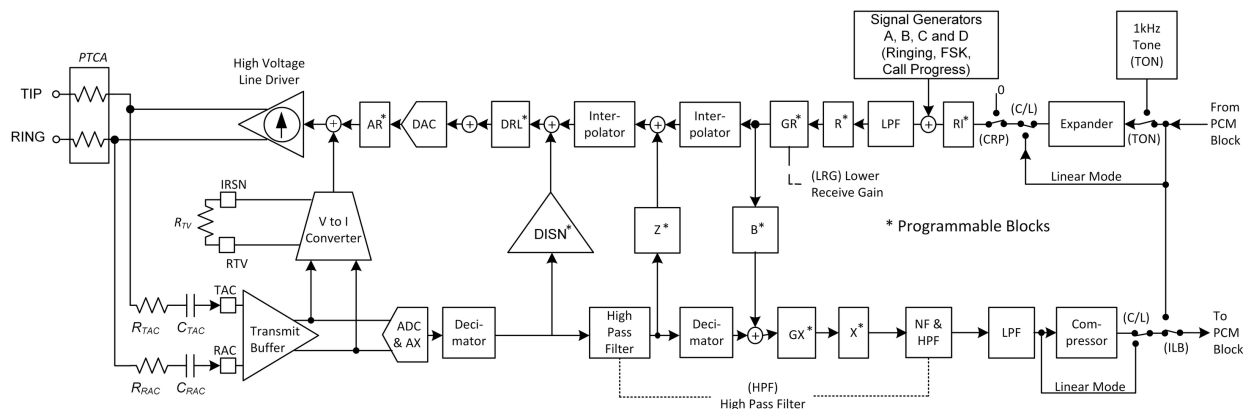 Signal Generators
A, B, C and D
(Ringing, FSK,
Call Progress)
1kHz
Tone
(TON)
PTCA
High Voltage
Line Driver
TIP
RING
AR*
DAC
DRL*
Inter-
polator
Inter-
polator
GR*
R*
LPF
RI*
0
(CRP)
(C/L)
Expander
(TON)
From
PCM
Block
(LRG) Lower
Receive Gain
Linear Mode
IRSN
RTV
RTV
V to I
Converter
DISN*
Z*
B*
* Programmable Blocks
TAC
RTAC
CTAC
RAC
RRAC
CRAC
Transmit
Buffer
ADC
& AX
Deci-
mator
High
Pass
Filter
Deci-
mator
GX*
X*
NF &
HPF
LPF
Com-
pressor
(C/L)
(ILB)
To
PCM
Block
Linear Mode
(HPF)
High Pass Filter